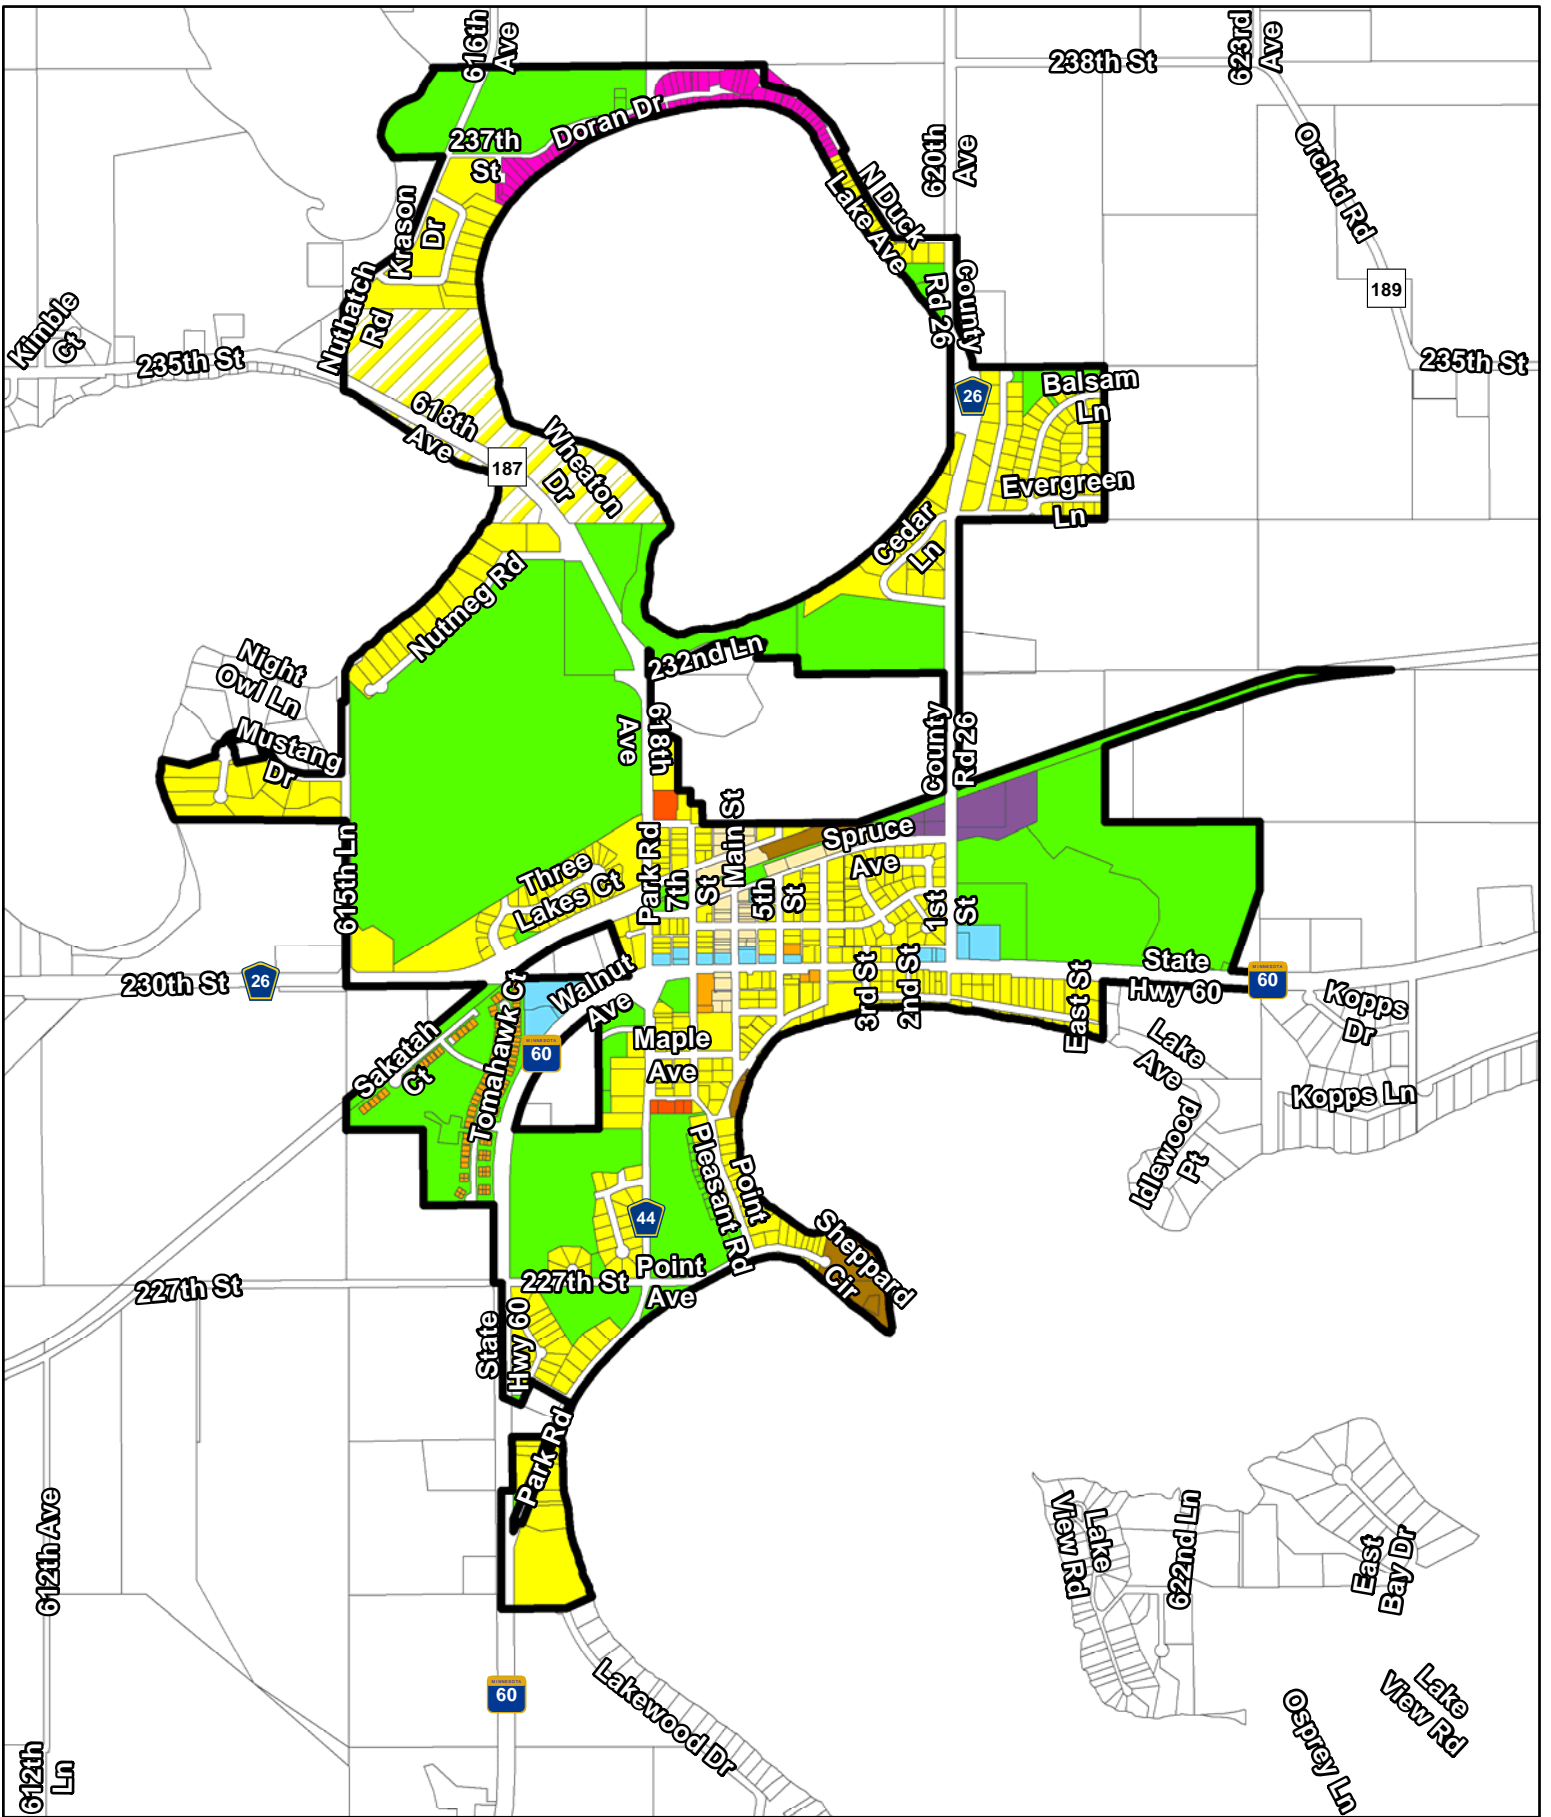 616th
Ave
238th St
623rd
Ave
237th
St
Doran Dr
620th
Ave
Orchid Rd
N Duck
Lake Ave
Krason
Dr
Nuthatch
Rd
County
Rd 26
189
Kimble
Ct
235th St
235th St
618th
Ave
187
Wheaton
Dr
26
Balsam
Ln
Evergreen
Ln
Cedar
Ln
Nutmeg Rd
232nd Ln
Night
Owl Ln
Mustang
Dr
618th
Ave
County
Rd 26
615th Ln
Three
Lakes Ct
Park Rd
7th
St
Main St
5th
St
Spruce
Ave
1st
St
230th St
26
Walnut
Ave
3rd St
2nd St
East St
State
Hwy 60
MINNESOTA
60
Kopps
Dr
Kopps Ln
Lake
Ave
Idlewood
Pt
Sakatah
Ct
Tomahawk Ct
MINNESOTA
60
Maple
Ave
Pleasant Rd
Point
44
Sheppard
Cir
227th St
227th St
Point
Ave
State
Hwy 60
Park Rd
612th Ave
612th
Ln
MINNESOTA
60
Lakewood Dr
Lake
View Rd
622nd Ln
East
Bay Dr
Lake
View Rd
Osprey Ln